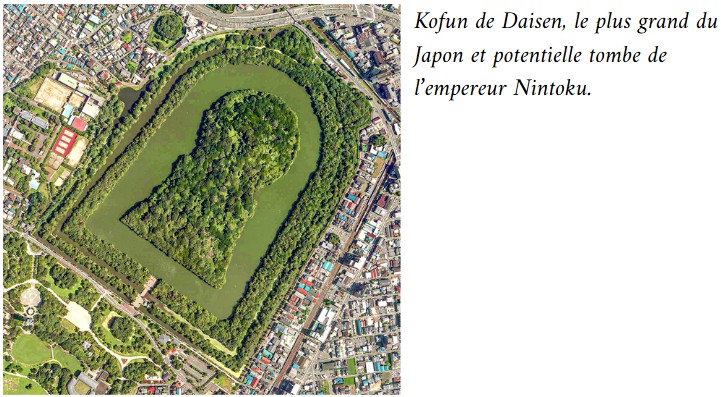 Kofun de Daisen, le plus grand du
Japon et potentielle tombe de
l’empereur Nintoku.